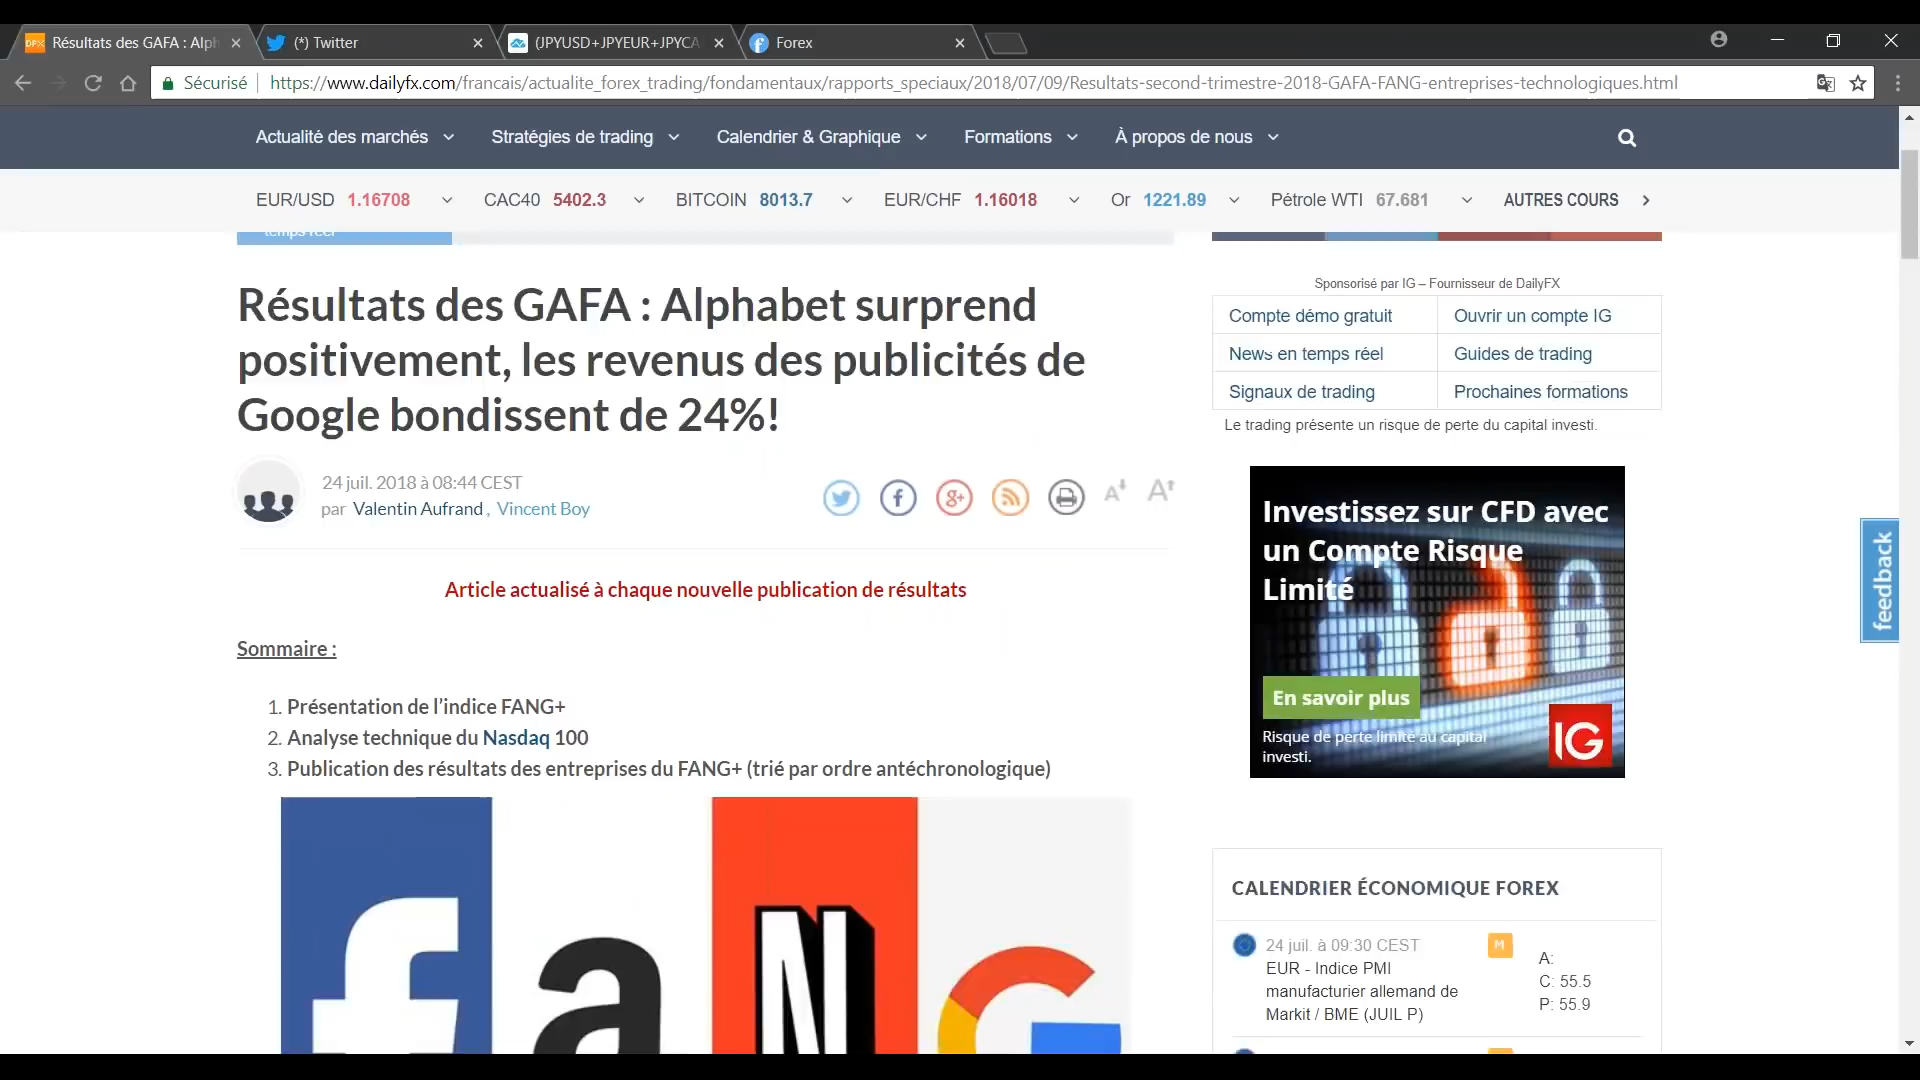 Résultats des GAFA : Alph
(*) Twitter
(JPYUSD+JPYEUR+JPYCA
Forex
Sécurisé
https://www.dailyfx.com/francais/actualite_forex_trading/fondamentaux/rapports_speciaux/2018/07/09/Resultats-second-trimestre-2018-GAFA-FANG-entreprises-technologiques.html
Actualité des marchés
Stratégies de trading
Calendrier & Graphique
Formations
À propos de nous
EUR/USD 1.16708
CAC40 5402.3
BITCOIN 8013.7
EUR/CHF 1.16018
Or 1221.89
Pétrole WTI 67.681
AUTRES COURS
temps réel
Résultats des GAFA : Alphabet surprend
positivement, les revenus des publicités de
Google bondissent de 24%!
24 juil. 2018 à 08:44 CEST
par Valentin Aufrand , Vincent Boy
Article actualisé à chaque nouvelle publication de résultats
Sommaire :
1. Présentation de l'indice FANG+
2. Analyse technique du Nasdaq 100
3. Publication des résultats des entreprises du FANG+ (trié par ordre antéchronologique)
f a N G
Sponsorisé par IG – Fournisseur de DailyFX
Compte démo gratuit
Ouvrir un compte IG
News en temps réel
Guides de trading
Signaux de trading
Prochaines formations
Le trading présente un risque de perte du capital investi.
Investissez sur CFD avec
un Compte Risque
Limité
En savoir plus
Risque de perte limité au capital
investi.
IG
feedback
CALENDRIER ÉCONOMIQUE FOREX
24 juil. à 09:30 CEST
M
EUR - Indice PMI
manufacturier allemand de
Markit / BME (JUIL P)
A:
C: 55.5
P: 55.9